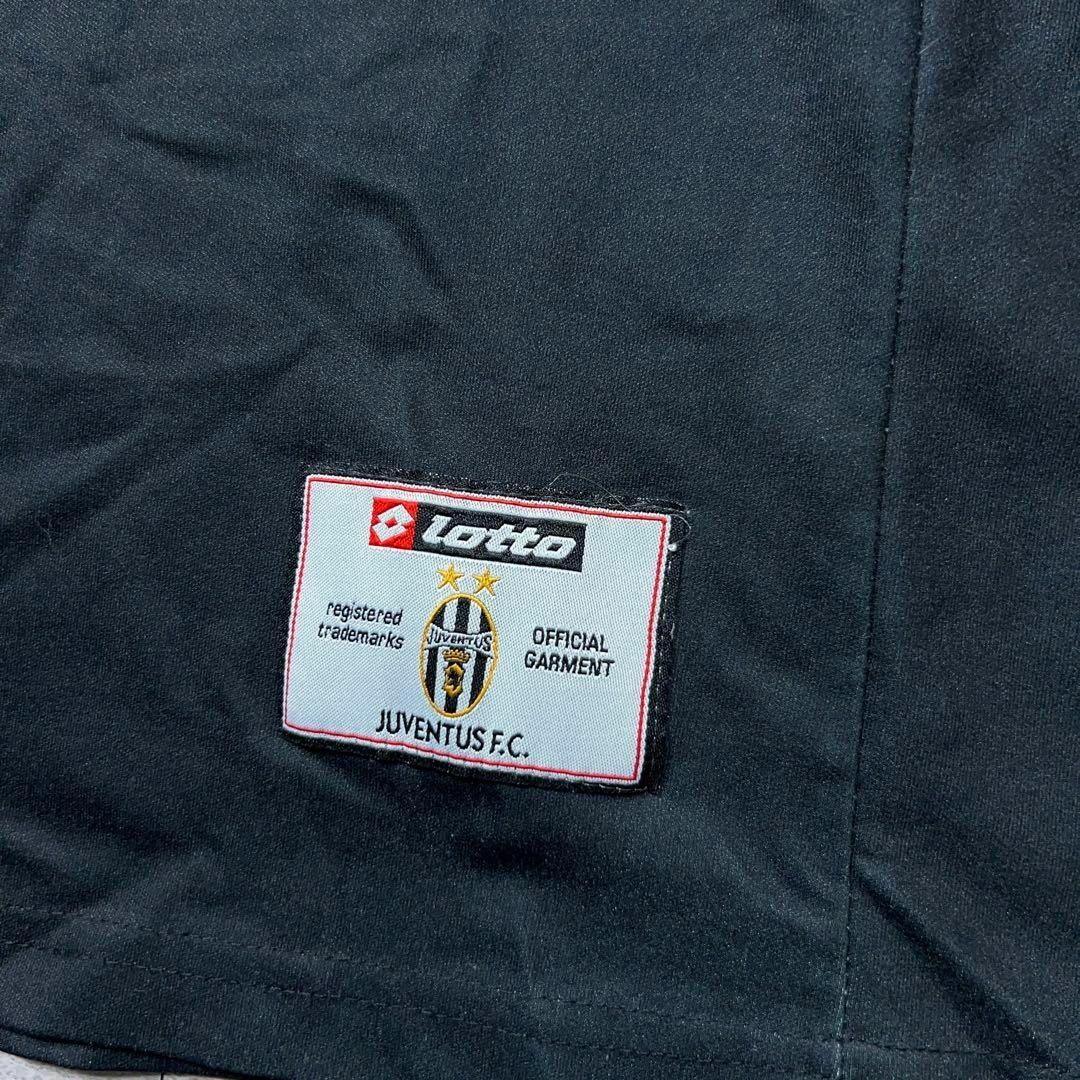 lotto
registered
trademarks
JUVENTUS
OFFICIAL
GARMENT
JUVENTUS F.C.